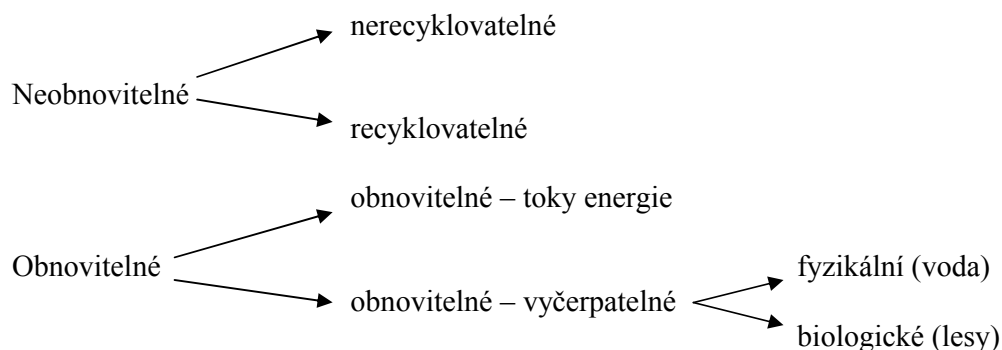 nerecyklovatelné
Neobnovitelné
recyklovatelné
obnovitelné – toky energie
Obnovitelné
fyzikální (voda)
obnovitelné – vyčerpatelné
biologické (lesy)